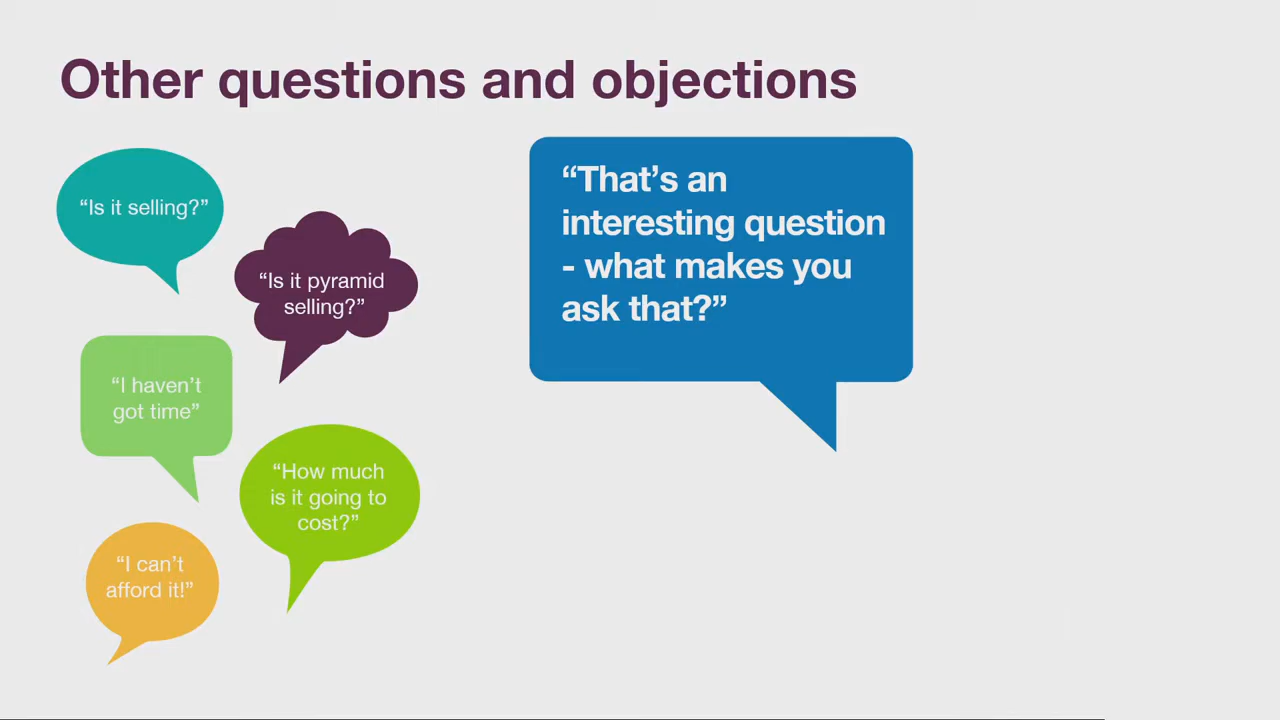 Other questions and objections
“Is it selling?”
“Is it pyramid
selling?”
“I haven’t
got time”
“How much
is it going to
cost?”
“I can’t
afford it!”
“That’s an
interesting question
- what makes you
ask that?”